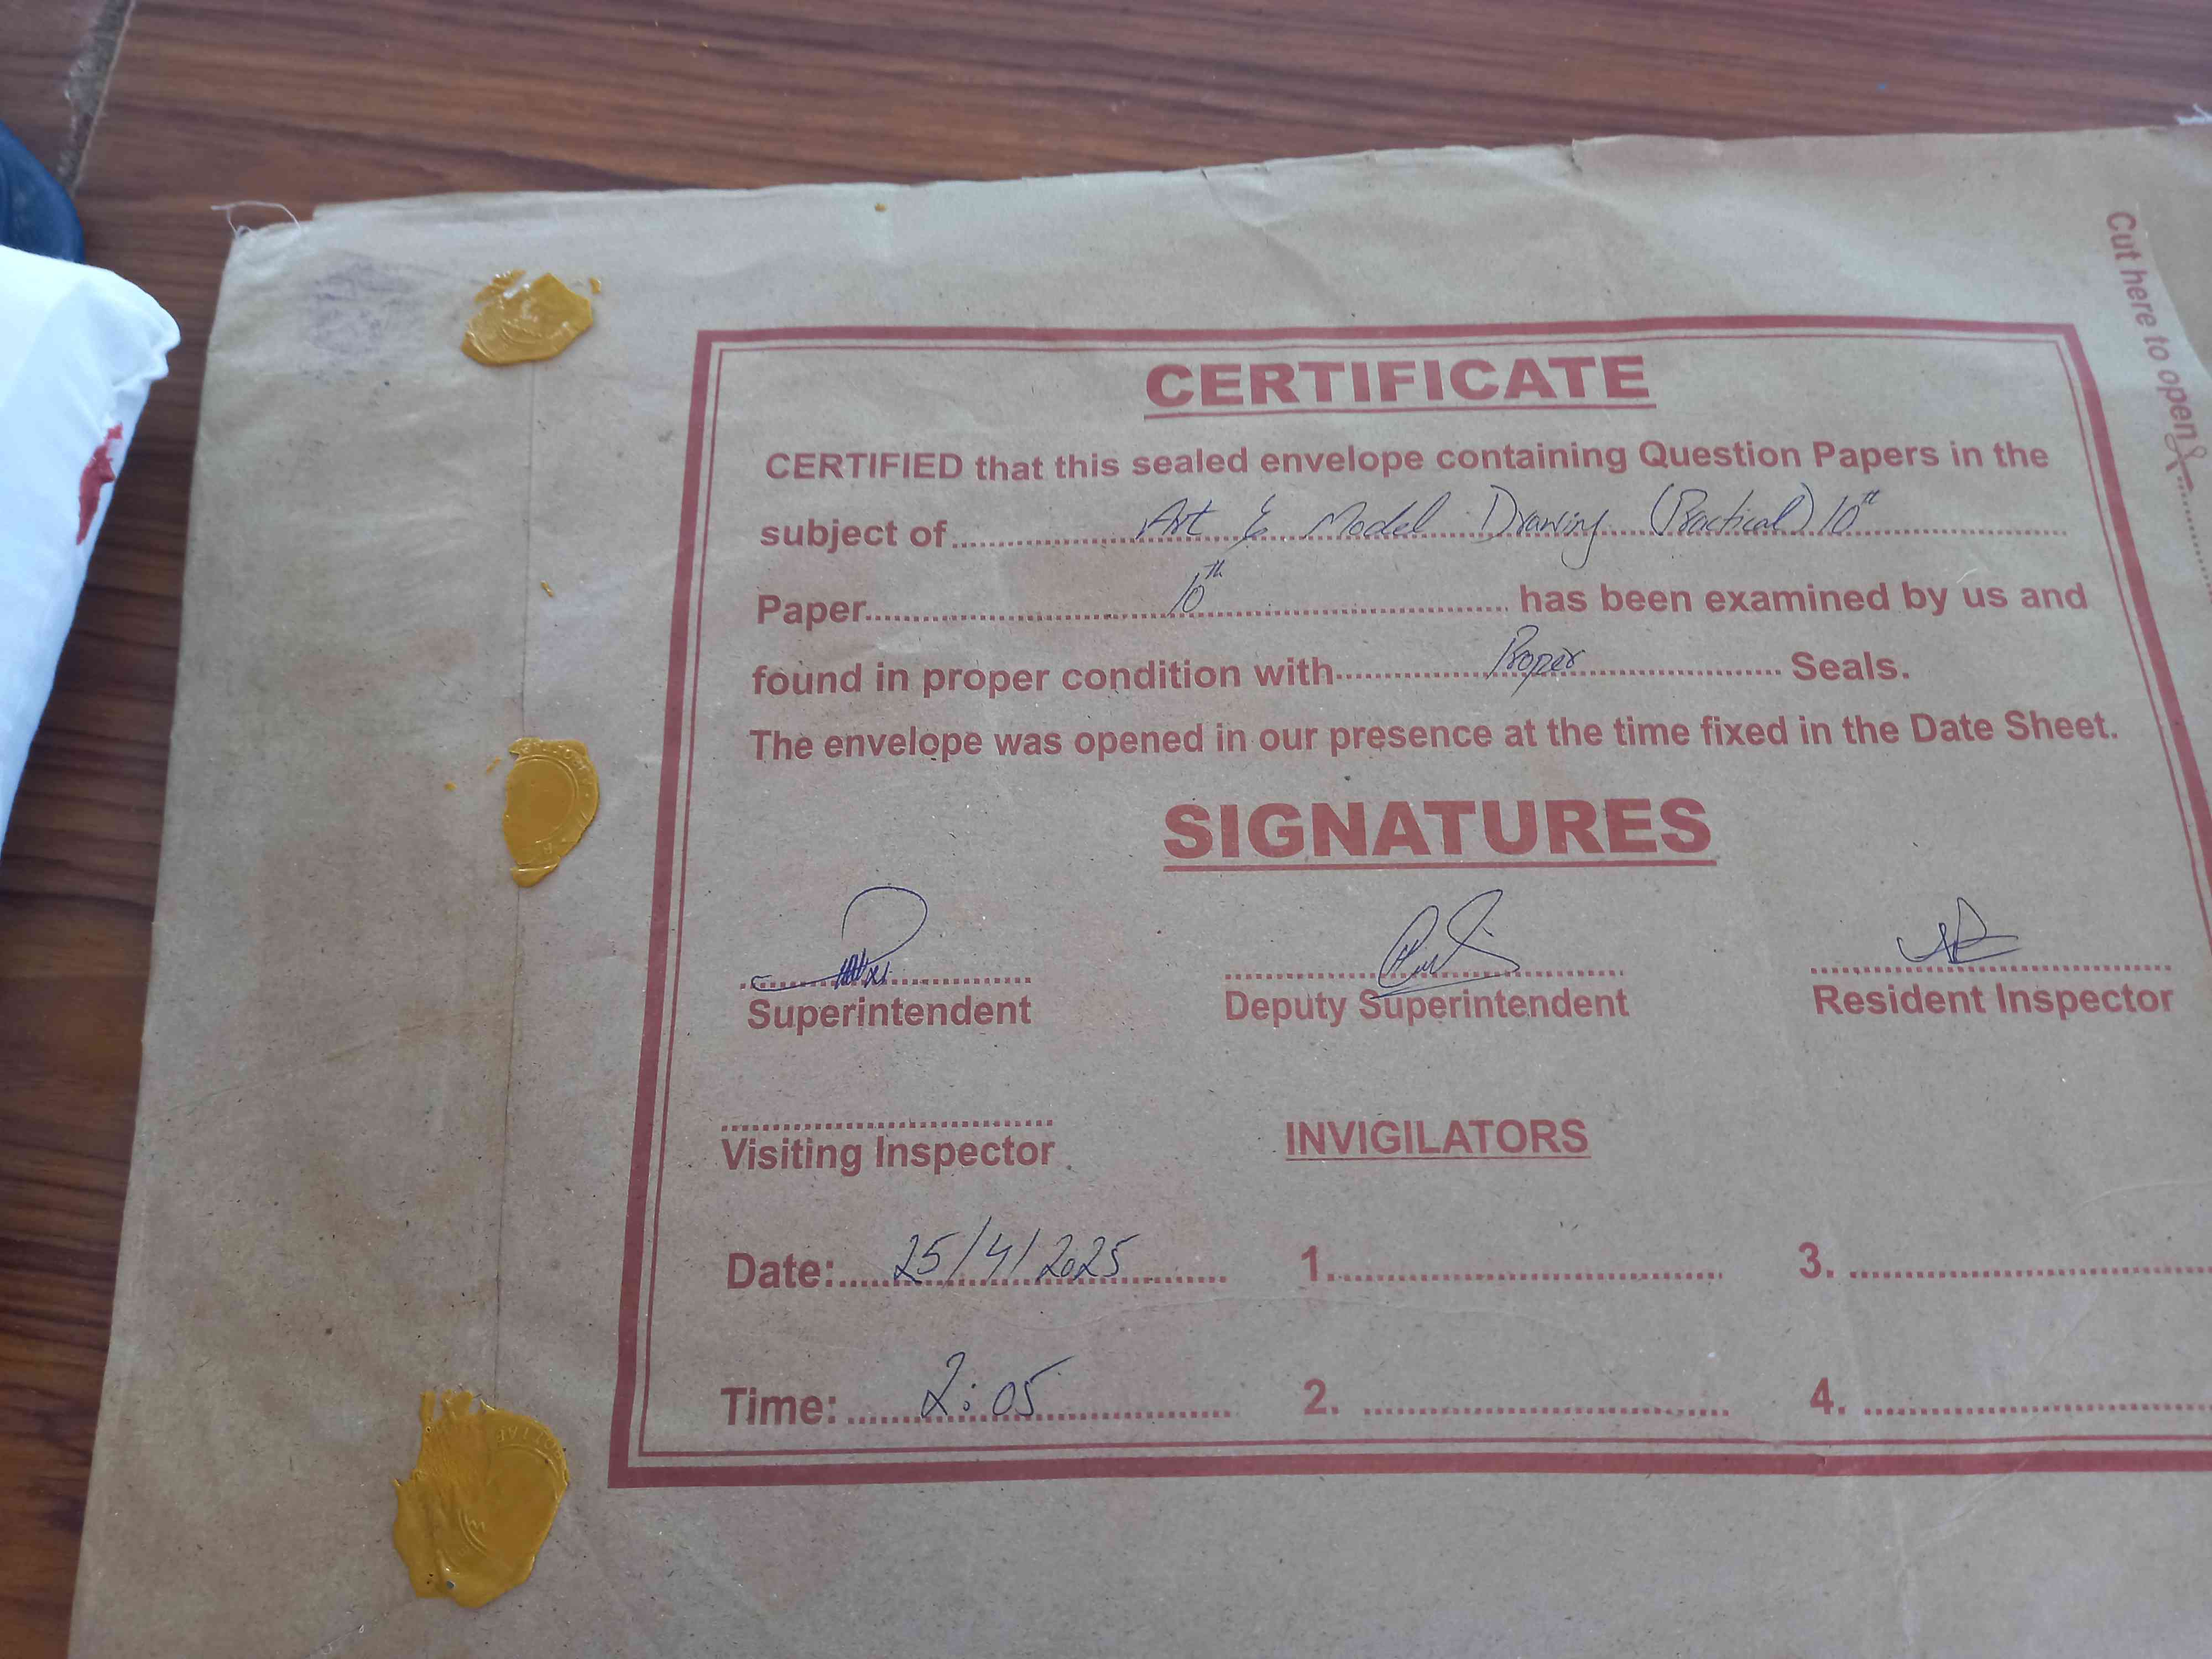 Cut here to open
CERTIFICATE
CERTIFIED that this sealed envelope containing Question Papers in the
subject of Art & Model Drawing (Practical) 10th
Paper 10th has been examined by us and
found in proper condition with Proper Seals.
The envelope was opened in our presence at the time fixed in the Date Sheet.
SIGNATURES
Superintendent Deputy Superintendent Resident Inspector
Visiting Inspector INVIGILATORS
Date: 25/4/2025 1. 3.
Time: 2:05 2. 4.